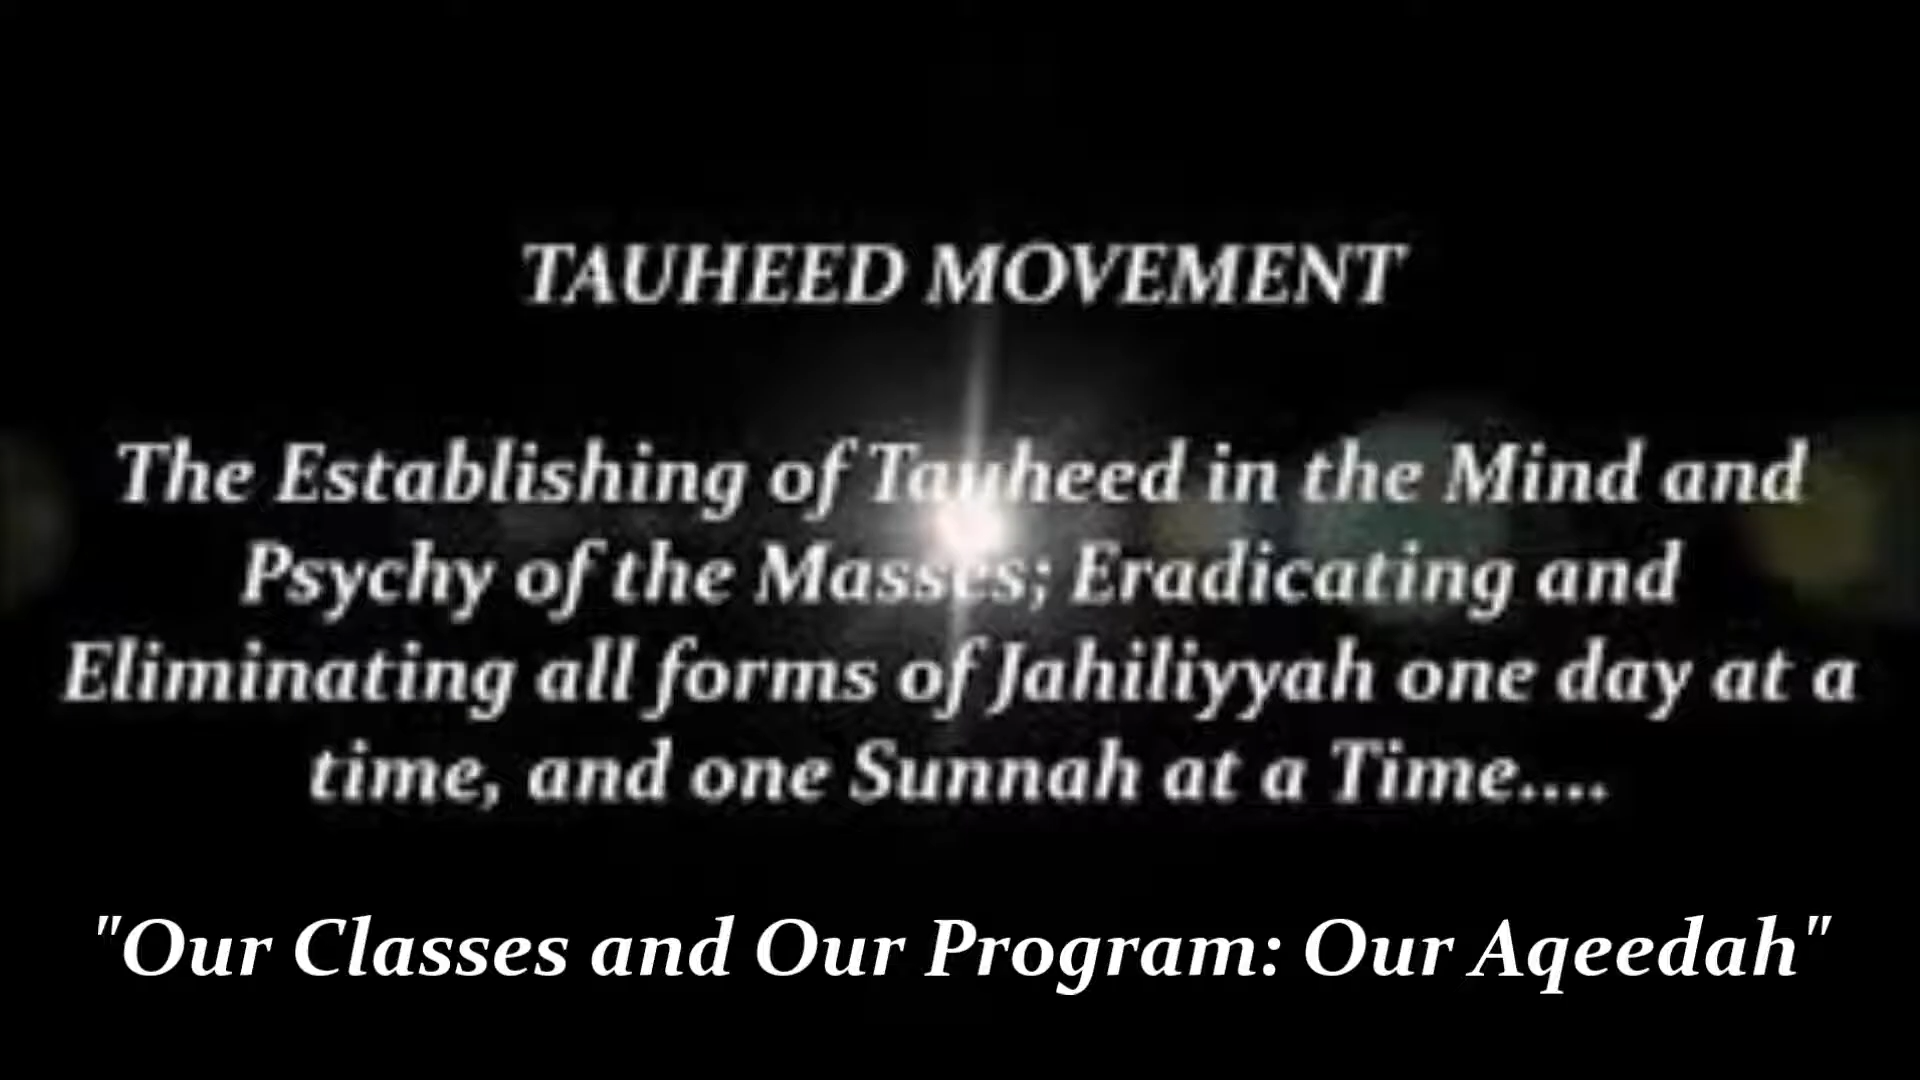 TAUHEED MOVEMENT
The Establishing of Tauheed in the Mind and
Psychy of the Masses; Eradicating and
Eliminating all forms of Jahiliyyah one day at a
time, and one Sunnah at a Time....
"Our Classes and Our Program: Our Aqeedah"